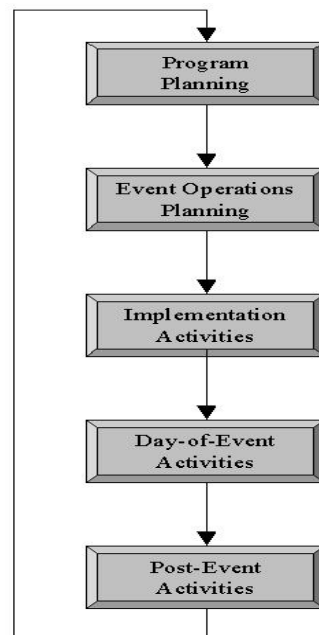 Program
Planning
Event Operations
Planning
Implementation
Activities
Day-of-Event
Activities
Post-Event
Activities